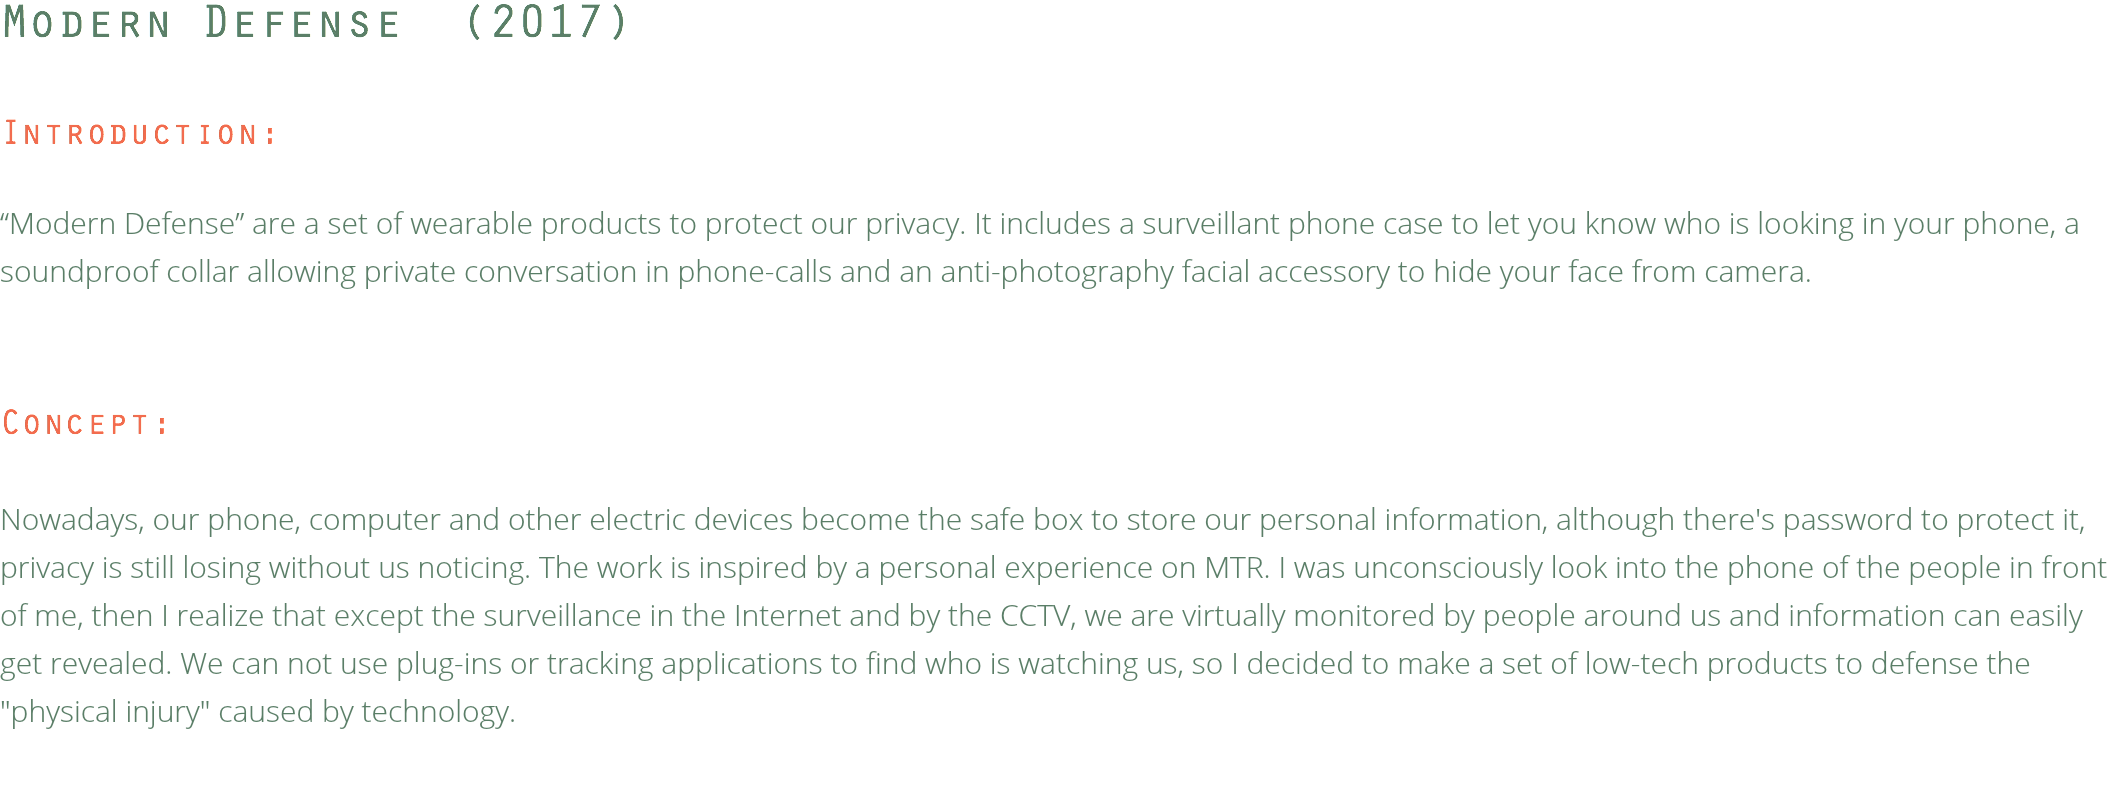 Modern Defense (2017)
Introduction:
“Modern Defense” are a set of wearable products to protect our privacy. It includes a surveillant phone case to let you know who is looking in your phone, a
soundproof collar allowing private conversation in phone-calls and an anti-photography facial accessory to hide your face from camera.
Concept:
Nowadays, our phone, computer and other electric devices become the safe box to store our personal information, although there's password to protect it,
privacy is still losing without us noticing. The work is inspired by a personal experience on MTR. I was unconsciously look into the phone of the people in front
of me, then I realize that except the surveillance in the Internet and by the CCTV, we are virtually monitored by people around us and information can easily
get revealed. We can not use plug-ins or tracking applications to find who is watching us, so I decided to make a set of low-tech products to defense the
"physical injury" caused by technology.